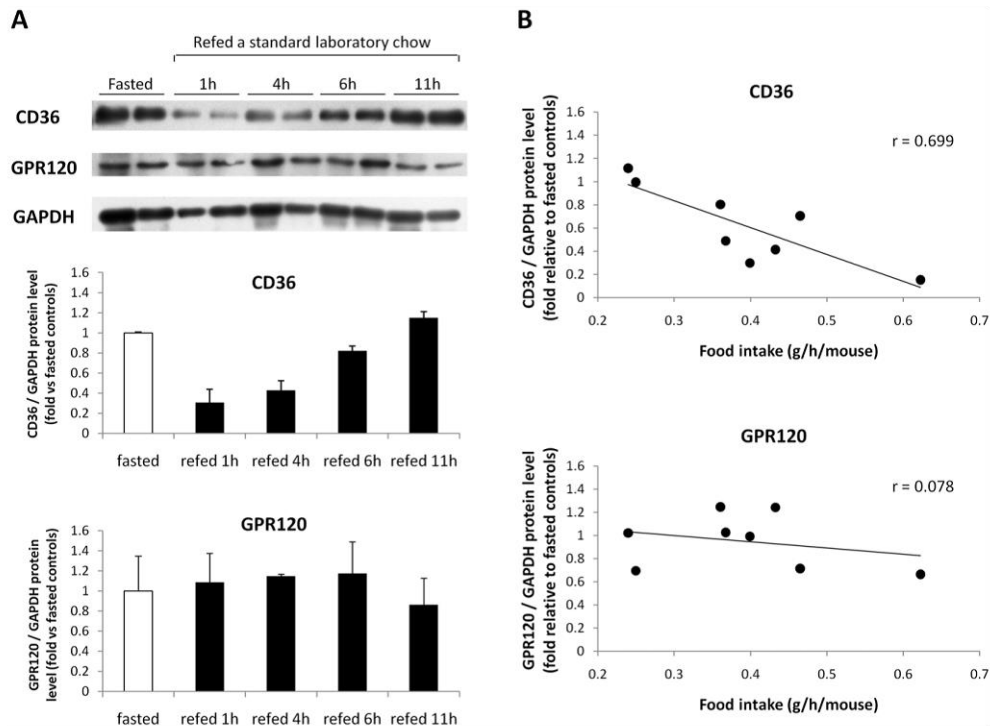 A
Refed a standard laboratory chow
Fasted 1h 4h 6h 11h
CD36
GPR120
GAPDH
CD36
CD36 / GAPDH protein level
(fold vs fasted controls)
1.4
1.2
1
0.8
0.6
0.4
0.2
0
fasted refed 1h refed 4h refed 6h refed 11h
GPR120
GPR120 / GAPDH protein
level (fold vs fasted controls)
1.6
1.4
1.2
1
0.8
0.6
0.4
0.2
0
fasted refed 1h refed 4h refed 6h refed 11h
B
CD36
r = 0.699
CD36 / GAPDH protein level
(fold relative to fasted controls)
1.6
1.4
1.2
1
0.8
0.6
0.4
0.2
0
0.2 0.3 0.4 0.5 0.6 0.7
Food intake (g/h/mouse)
GPR120
r = 0.078
GPR120 / GAPDH protein level
(fold relative to fasted controls)
1.6
1.4
1.2
1
0.8
0.6
0.4
0.2
0
0.2 0.3 0.4 0.5 0.6 0.7
Food intake (g/h/mouse)